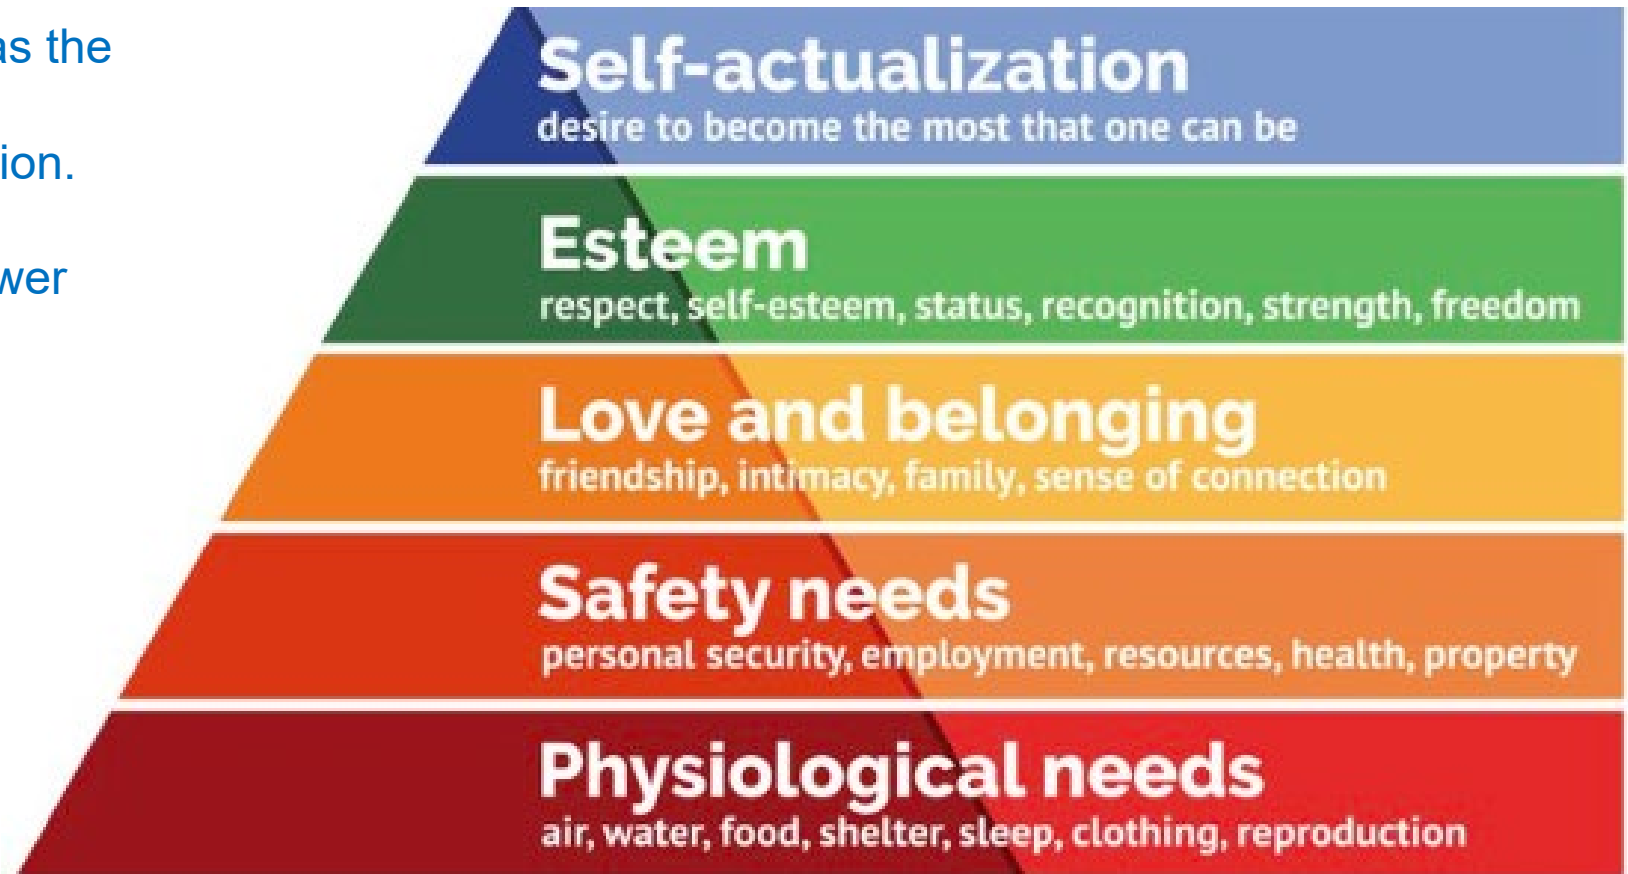 as the
ion.
wer
Self-actualization
desire to become the most that one can be
Esteem
respect, self-esteem, status, recognition, strength, freedom
Love and belonging
friendship, intimacy, family, sense of connection
Safety needs
personal security, employment, resources, health, property
Physiological needs
air, water, food, shelter, sleep, clothing, reproduction